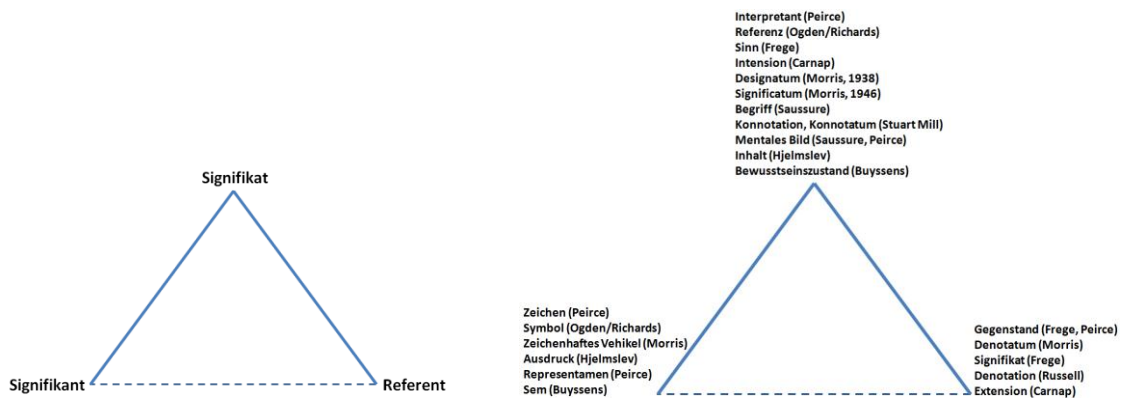 Signifikat
Signifikant
Referent
Interpretant (Peirce)
Referenz (Ogden/Richards)
Sinn (Frege)
Intension (Carnap)
Designatum (Morris, 1938)
Significatum (Morris, 1946)
Begriff (Saussure)
Konnotation, Konnotatum (Stuart Mill)
Mentales Bild (Saussure, Peirce)
Inhalt (Hjelmslev)
Bewusstseinszustand (Buyssens)
Zeichen (Peirce)
Symbol (Ogden/Richards)
Zeichenhaftes Vehikel (Morris)
Ausdruck (Hjelmslev)
Representamen (Peirce)
Sem (Buyssens)
Gegenstand (Frege, Peirce)
Denotatum (Morris)
Signifikat (Frege)
Denotation (Russell)
Extension (Carnap)